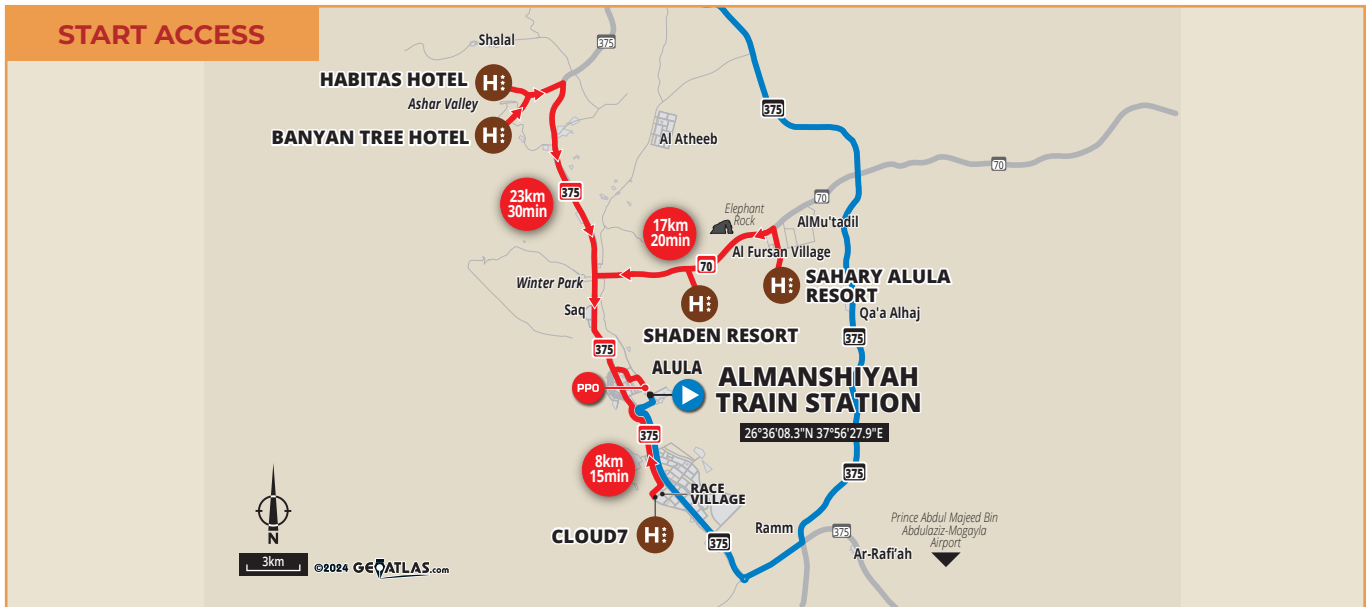 START ACCESS
Shalal
375
HABITAS HOTEL
H
Ashar Valley
BANYAN TREE HOTEL
H
375
Al Atheeb
70
23km
30min
375
70
Elephant
Rock
17km
20min
AlMu'tadil
Al Fursan Village
70
Winter Park
H
SAHARY ALULA
RESORT
H
Saq
Qa'a Alhaj
SHADEN RESORT
375
375
ALULA
PPO
ALMANSHIYAH
TRAIN STATION
26°36'08.3"N 37°56'27.9"E
375
8km
15min
375
RACE
VILLAGE
CLOUD7
H
375
Ramm
375
Prince Abdul Majeed Bin
Abdulaziz-Mogayla
Airport
Ar-Rafi'ah
N
3km
©2024 GEOATLAS.com